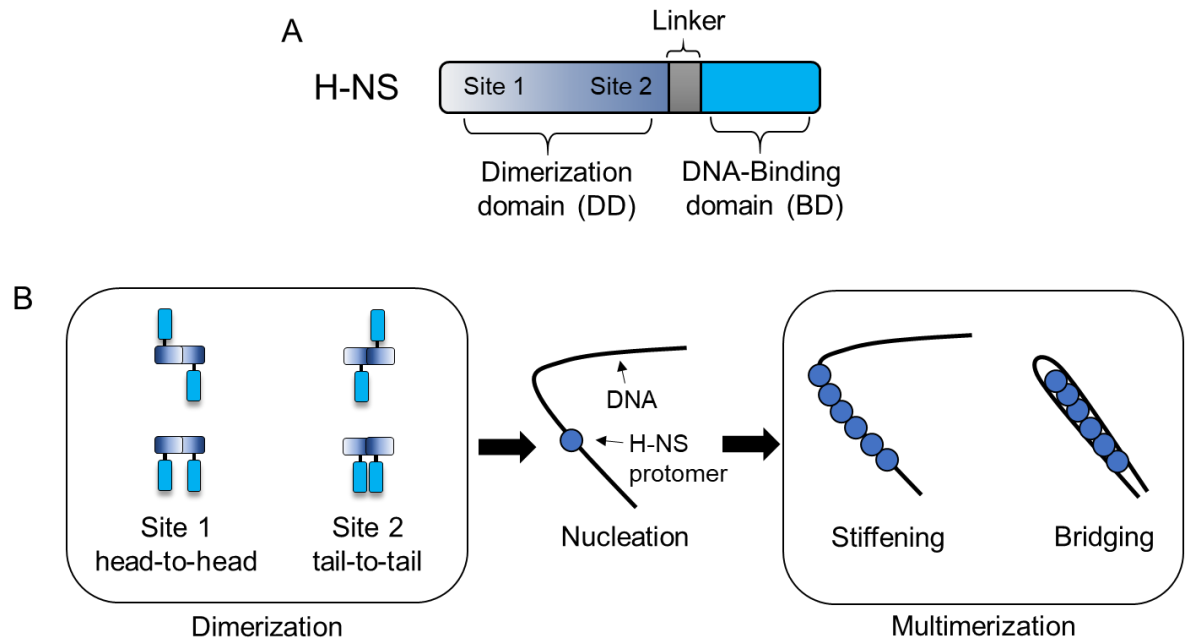 A
Linker
H-NS
Site 1
Site 2
Dimerization
domain (DD)
DNA-Binding
domain (BD)
B
DNA
H-NS
protomer
Site 1
head-to-head
Site 2
tail-to-tail
Nucleation
Stiffening
Bridging
Dimerization
Multimerization